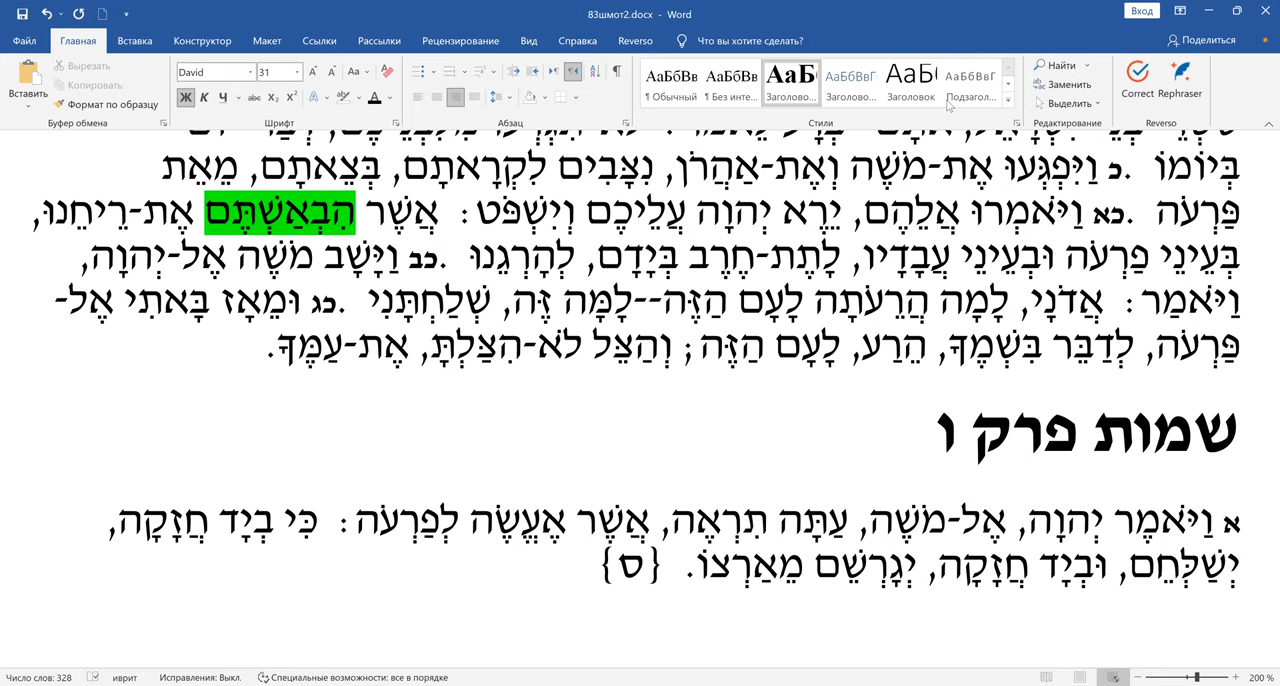 83шмот2.docx - Word
Вход
Файл
Главная
Вставка
Конструктор
Макет
Ссылки
Рассылки
Рецензирование
Вид
Справка
Reverso
Что вы хотите сделать?
Поделиться
Вставить
Вырезать
Копировать
Формат по образцу
Буфер обмена
David
31
Ж К Ч abc X₂ X²
Шрифт
Абзац
АаБбВв
¶ Обычный
АаБбВв
¶ Без инте...
АаБ
Заголово...
АаБбВвГ
Заголово...
АаБ
Заголовок
АаБбВвГ
Подзагол...
Стили
Найти
Заменить
Выделить
Редактирование
Correct
Rephraser
Reverso
בְּיוֹמוֹ. כ וַיִּפְגְּעוּ אֶת-מֹשֶׁה וְאֶת-אַהֲרֹן, נִצָּבִים לִקְרָאתָם, בְּצֵאתָם, מֵאֵת
פַּרְעֹה. כא וַיֹּאמְרוּ אֲלֵהֶם, יֵרֶא יְהוָה עֲלֵיכֶם וְיִשְׁפֹּט: אֲשֶׁר הִבְאַשְׁתֶּם אֶת-רֵיחֵנוּ,
בְּעֵינֵי פַרְעֹה וּבְעֵינֵי עֲבָדָיו, לָתֶת-חֶרֶב בְּיָדָם, לְהָרְגֵנוּ. כב וַיָּשָׁב מֹשֶׁה אֶל-יְהוָה,
וַיֹּאמַר: אֲדֹנָי, לָמָה הֲרֵעֹתָה לָעָם הַזֶּה--לָמָּה זֶּה, שְׁלַחְתָּנִי. כג וּמֵאָז בָּאתִי אֶל-
פַּרְעֹה, לְדַבֵּר בִּשְׁמֶךָ, הֵרַע, לָעָם הַזֶּה; וְהַצֵּל לֹא-הִצַּלְתָּ, אֶת-עַמֶּךָ.
שמות פרק ו
א וַיֹּאמֶר יְהוָה, אֶל-מֹשֶׁה, עַתָּה תִרְאֶה, אֲשֶׁר אֶעֱשֶׂה לְפַרְעֹה: כִּי בְיָד חֲזָקָה,
יְשַׁלְּחֵם, וּבְיָד חֲזָקָה, יְגָרְשֵׁם מֵאַרְצוֹ. {ס}
Число слов: 328
иврит
Исправления: Выкл.
Специальные возможности: все в порядке
200 %